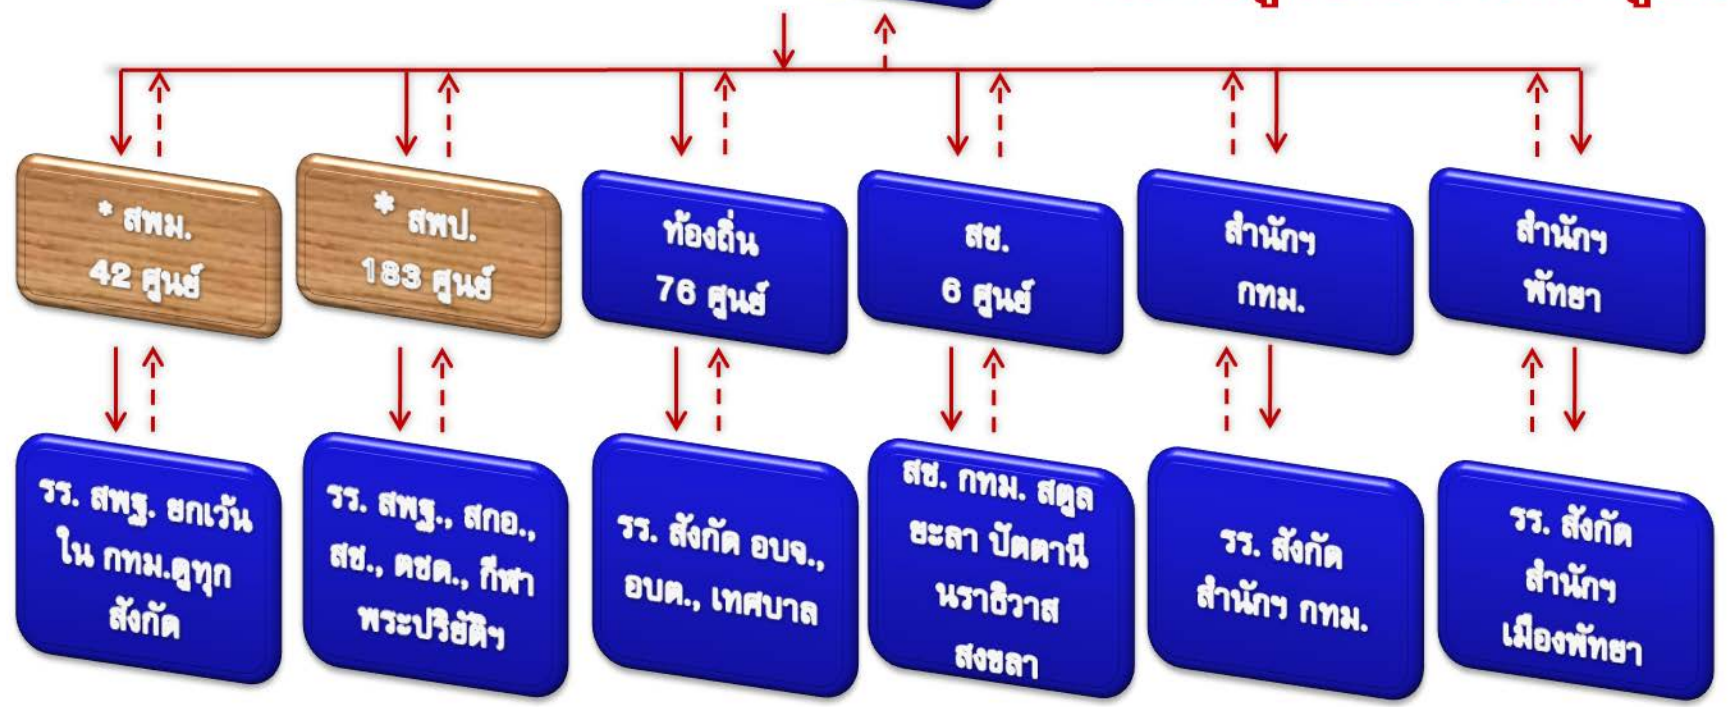 * สพม.
42 ศูนย์
* สพป.
183 ศูนย์
ท้องถิ่น
76 ศูนย์
สช.
6 ศูนย์
สำนักฯ
กทม.
สำนักฯ
พัทยา
รร. สพฐ. ยกเว้น
ใน กทม.ดูทุก
สังกัด
รร. สพฐ., สกอ.,
สช., ตชด., กีฬา
พระปริยัติฯ
รร. สังกัด อบจ.,
อบต., เทศบาล
สช. กทม. สตูล
ยะลา ปัตตานี
นราธิวาส
สงขลา
รร. สังกัด
สำนักฯ กทม.
รร. สังกัด
สำนักฯ
เมืองพัทยา